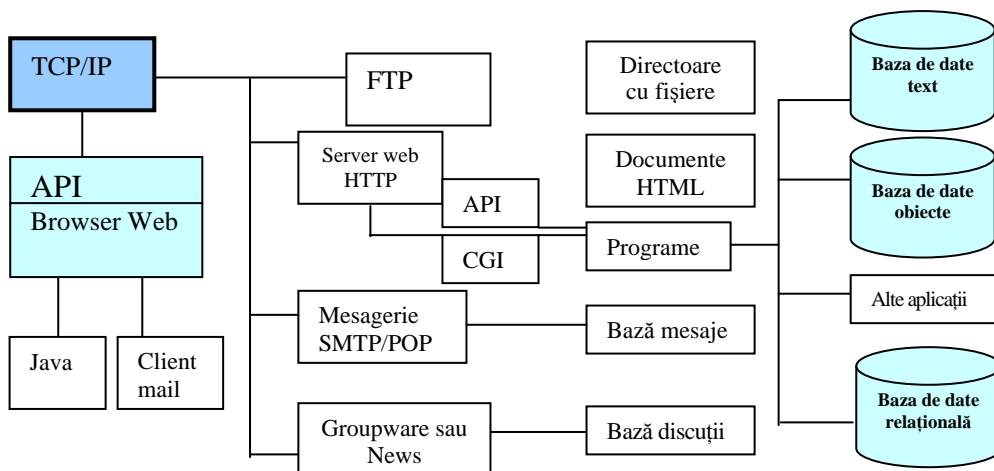 TCP/IP
API
Browser Web
Java
Client
mail
FTP
Server web
HTTP
API
CGI
Mesagerie
SMTP/POP
Groupware sau
News
Directoare
cu fișiere
Documente
HTML
Programe
Bază mesaje
Bază discuții
Baza de date
text
Baza de date
obiecte
Alte aplicații
Baza de date
relațională